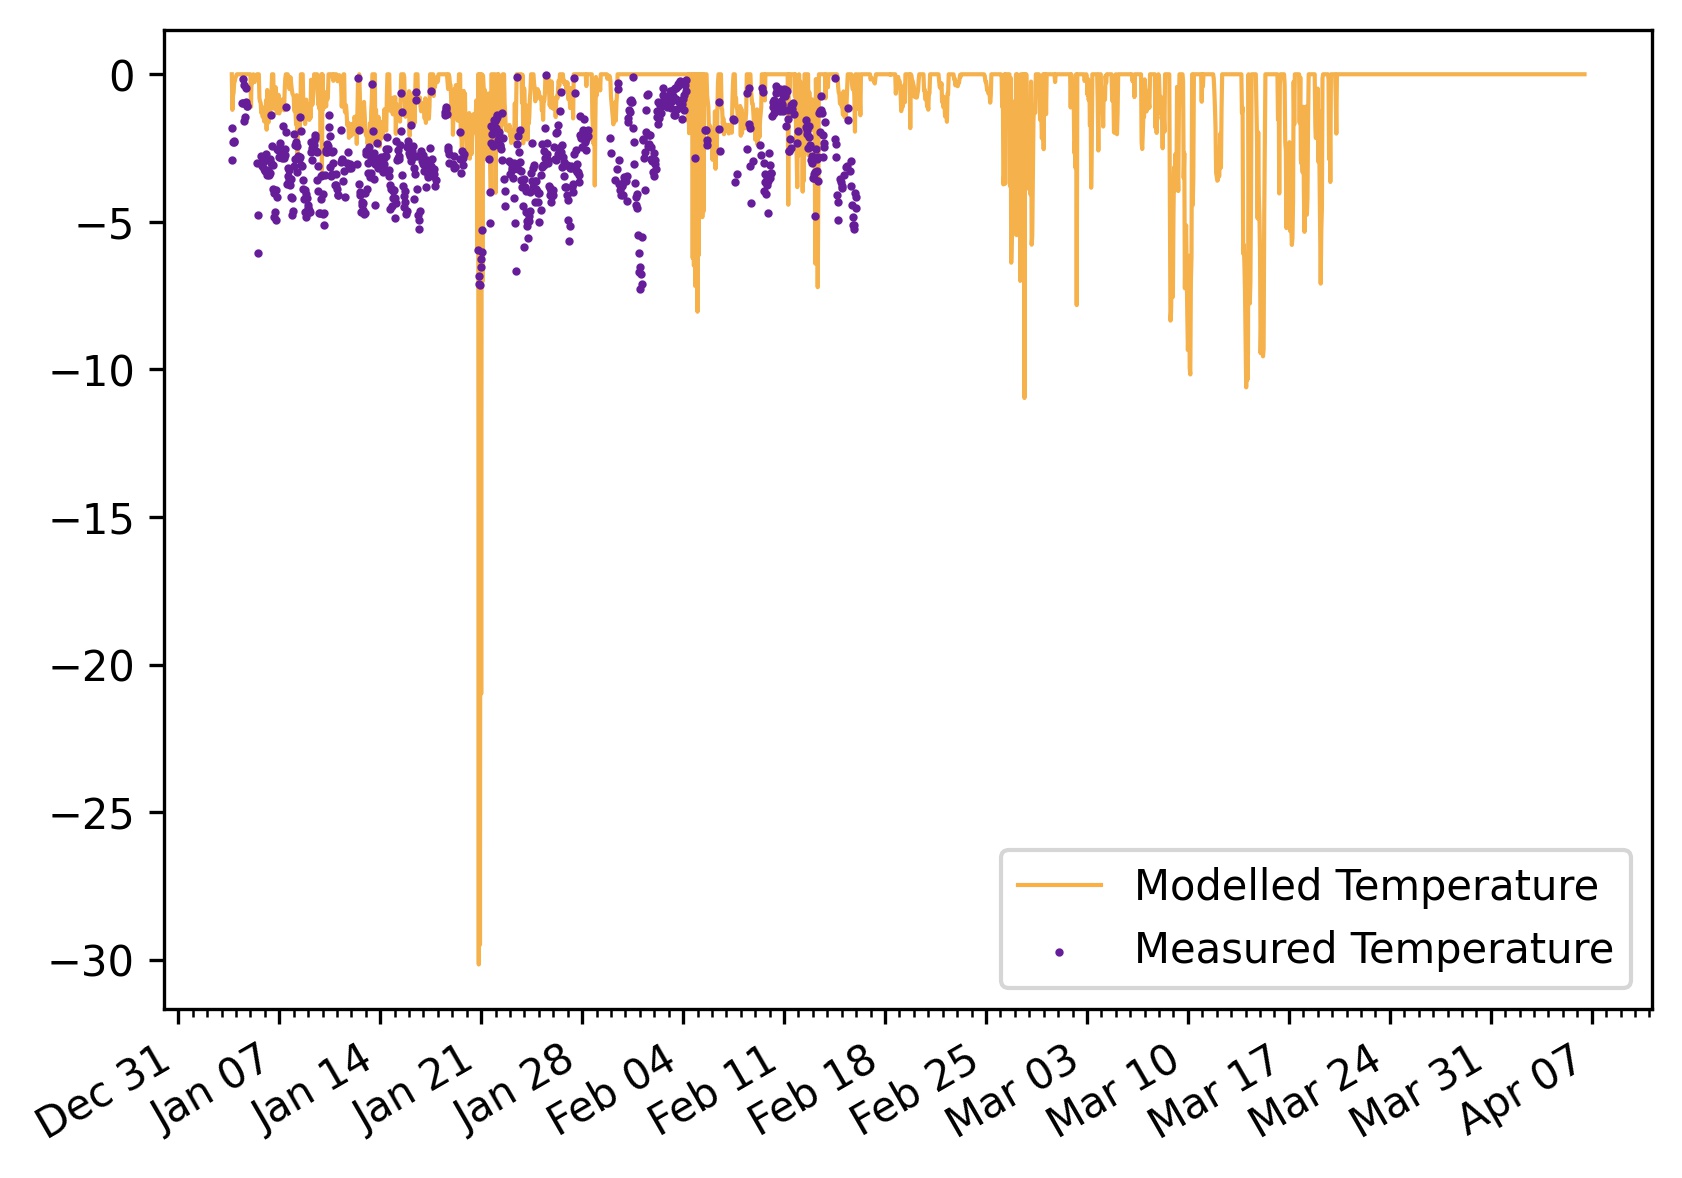 0
−5
−10
−15
−20
−25
−30
Modelled Temperature
Measured Temperature
Dec 31
Jan 07
Jan 14
Jan 21
Jan 28
Feb 04
Feb 11
Feb 18
Feb 25
Mar 03
Mar 10
Mar 17
Mar 24
Mar 31
Apr 07